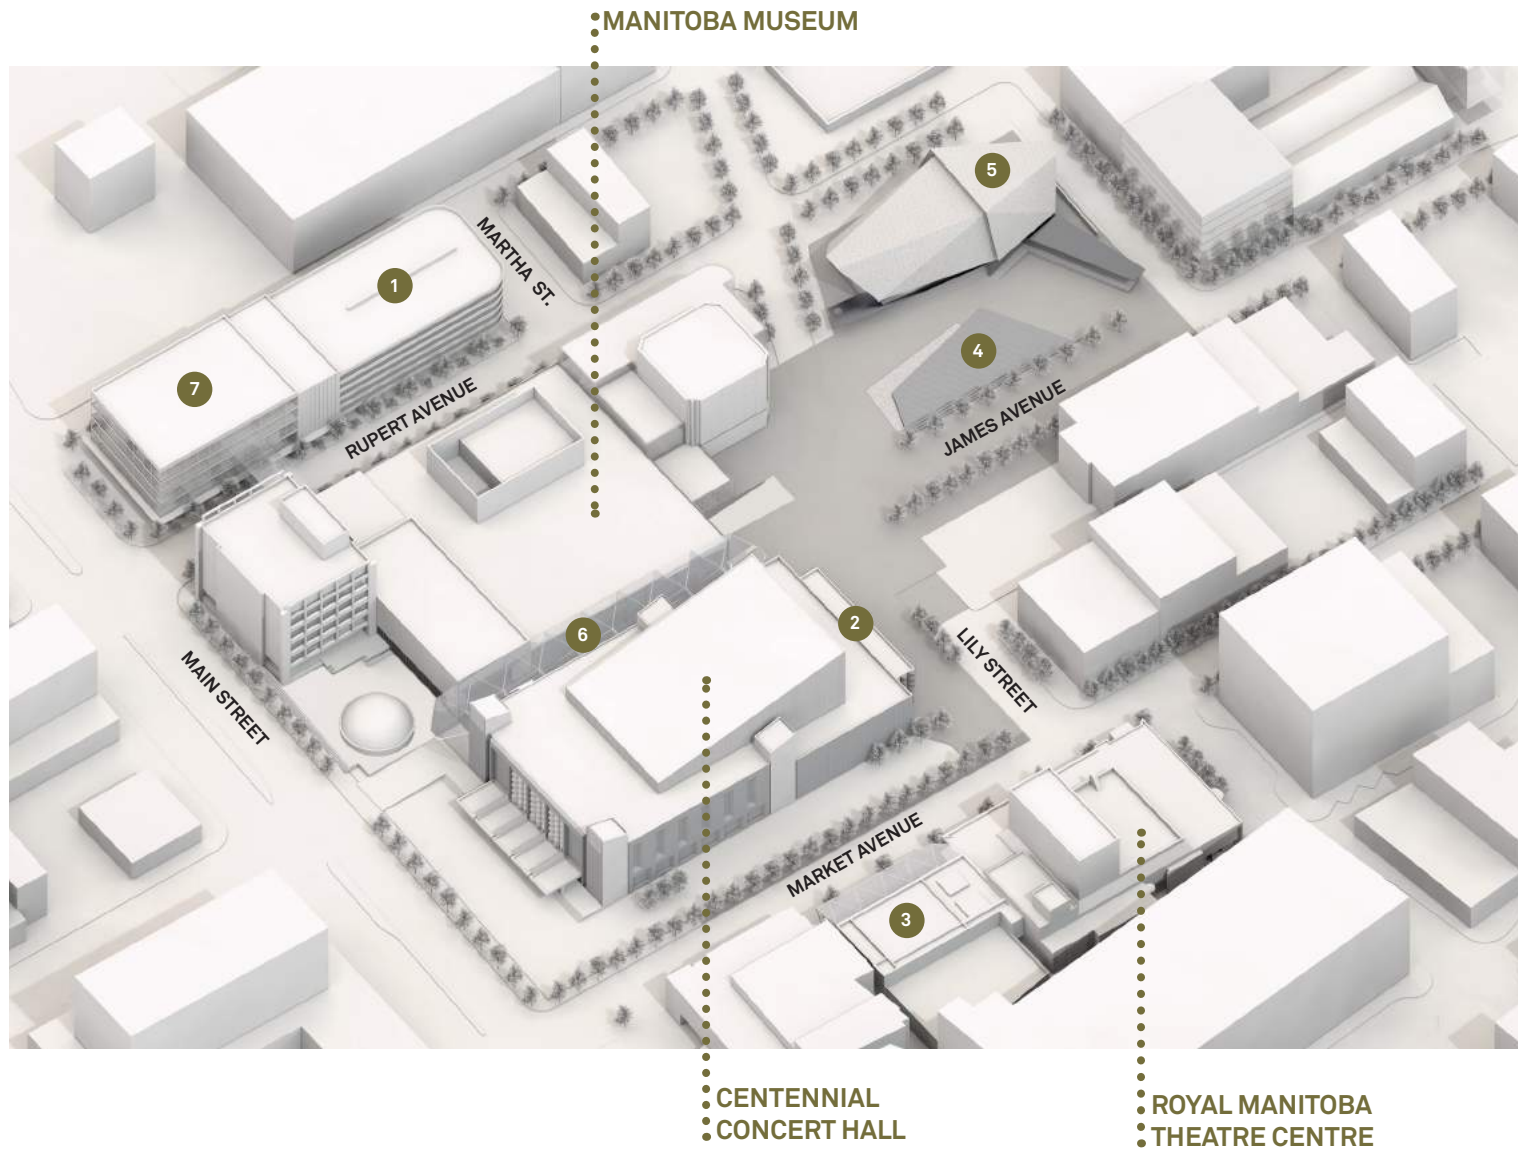 MANITOBA MUSEUM
5
MARTHA ST.
1
4
7
RUPERT AVENUE
JAMES AVENUE
2
6
LILY STREET
MAIN STREET
MARKET AVENUE
3
CENTENNIAL
CONCERT HALL
ROYAL MANITOBA
THEATRE CENTRE